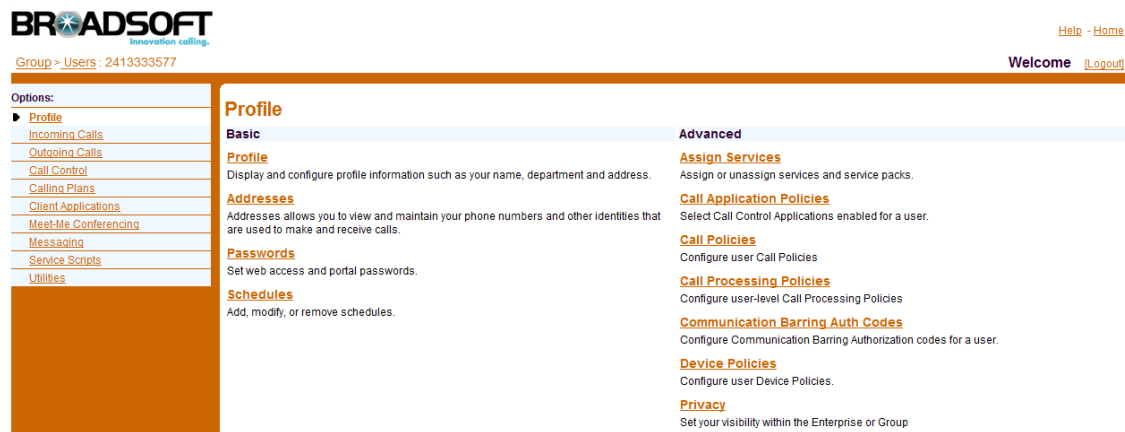 BROADSOFT
Innovation calling.
Help - Home
Group > Users : 2413333577
Welcome [Logout]
Options:
Profile
Incoming Calls
Outgoing Calls
Call Control
Calling Plans
Client Applications
Meet-Me Conferencing
Messaging
Service Scripts
Utilities
Profile
Basic
Profile
Display and configure profile information such as your name, department and address.
Addresses
Addresses allows you to view and maintain your phone numbers and other identities that
are used to make and receive calls.
Passwords
Set web access and portal passwords.
Schedules
Add, modify, or remove schedules.
Advanced
Assign Services
Assign or unassign services and service packs.
Call Application Policies
Select Call Control Applications enabled for a user.
Call Policies
Configure user Call Policies
Call Processing Policies
Configure user-level Call Processing Policies
Communication Barring Auth Codes
Configure Communication Barring Authorization codes for a user.
Device Policies
Configure user Device Policies.
Privacy
Set your visibility within the Enterprise or Group